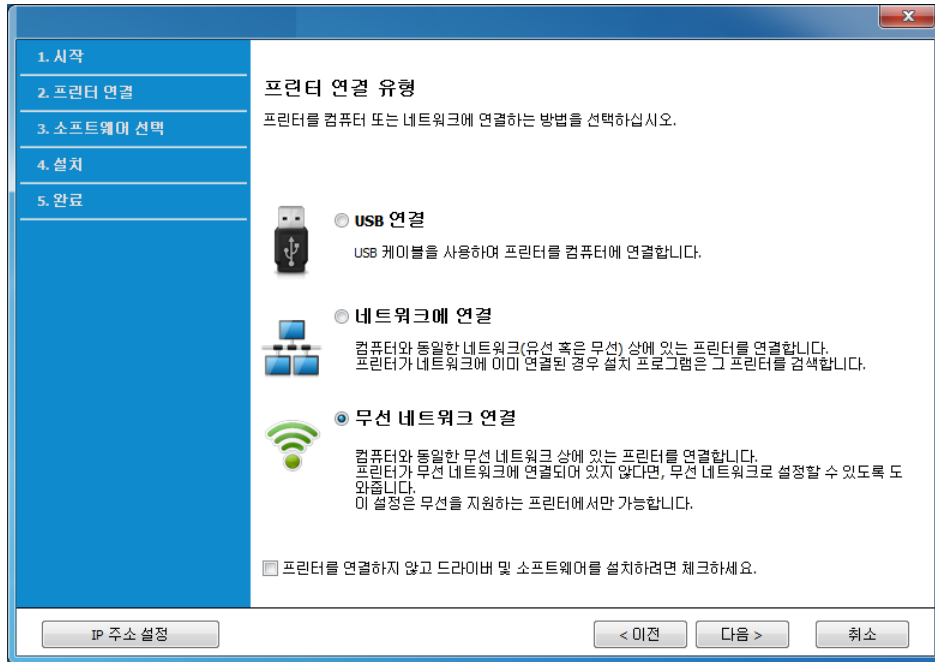 1. 시작
2. 프린터 연결
3. 소프트웨어 선택
4. 설치
5. 완료
프린터 연결 유형
프린터를 컴퓨터 또는 네트워크에 연결하는 방법을 선택하십시오.
USB 연결
USB 케이블을 사용하여 프린터를 컴퓨터에 연결합니다.
네트워크에 연결
컴퓨터와 동일한 네트워크(유선 혹은 무선) 상에 있는 프린터를 연결합니다.
프린터가 네트워크에 이미 연결된 경우 설치 프로그램은 그 프린터를 검색합니다.
무선 네트워크 연결
컴퓨터와 동일한 무선 네트워크 상에 있는 프린터를 연결합니다.
프린터가 무선 네트워크에 연결되어 있지 않다면, 무선 네트워크로 설정할 수 있도록 도
와줍니다.
이 설정은 무선을 지원하는 프린터에서만 가능합니다.
프린터를 연결하지 않고 드라이버 및 소프트웨어를 설치하려면 체크하세요.
IP 주소 설정
< 이전
다음 >
취소